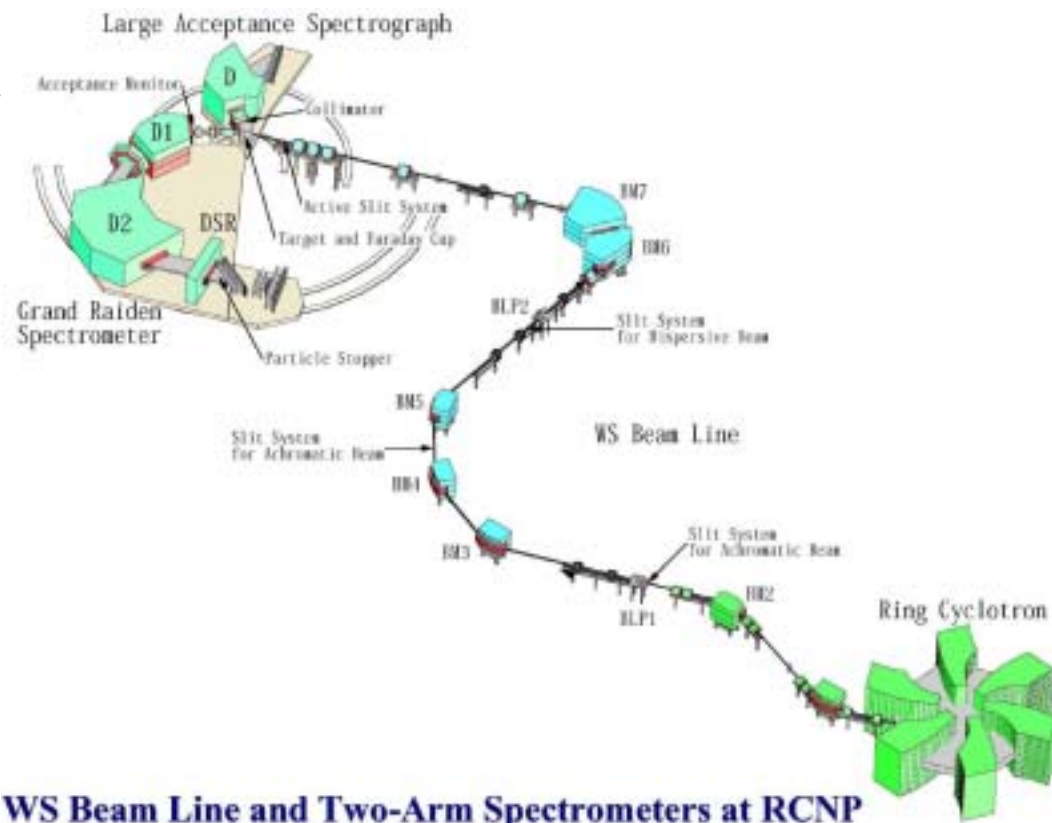 Large Acceptance Spectrograph
D
Acceptance Monitor
Collimator
D1
BM7
Active Slit System
D2
DSR
Target and Faraday Cup
BM6
BLP2
Grand Raiden
Spectrometer
Slit System
for Dispersive Beam
Particle Stopper
BM5
WS Beam Line
Slit System
for Achromatic Beam
BM4
Slit System
for Achromatic Beam
BM3
BM2
BLP1
Ring Cyclotron
WS Beam Line and Two-Arm Spectrometers at RCNP